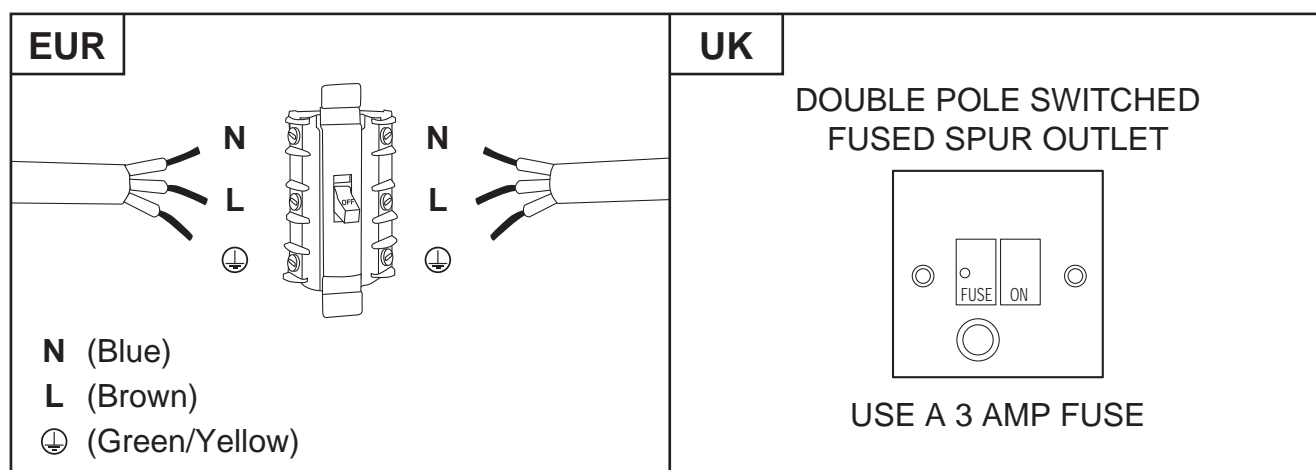 EUR
N
L
N
L
OFF
N (Blue)
L (Brown)
(Green/Yellow)
UK
DOUBLE POLE SWITCHED
FUSED SPUR OUTLET
FUSE ON
USE A 3 AMP FUSE